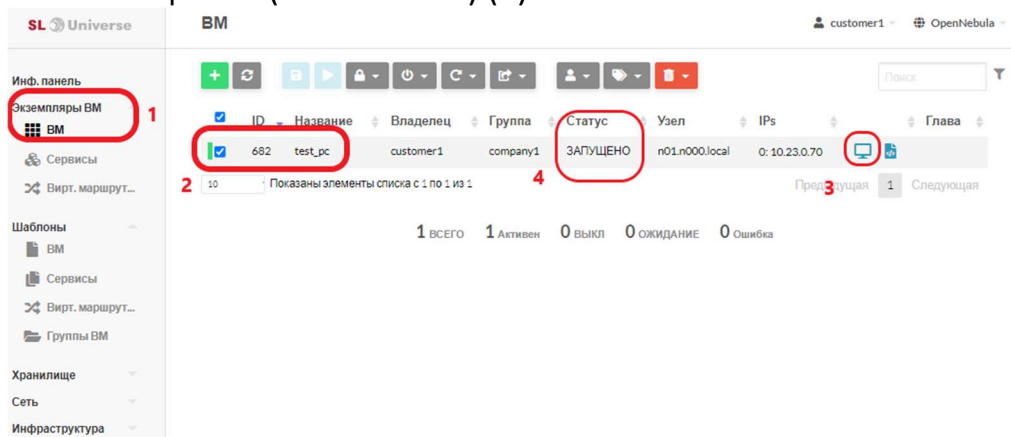 SL Universe
ВМ
customer1
OpenNebula
Инф. панель
Экземпляры ВМ
1
ВМ
Сервисы
Вирт. маршрут...
Шаблоны
ВМ
Сервисы
Вирт. маршрут...
Группы ВМ
Хранилище
Сеть
Инфраструктура
Поиск
ID Название Владелец Группа Статус Узел IPs Глава
682 test_pc customer1 company1 ЗАПУЩЕНО n01.n000.local 0: 10.23.0.70
2
10 Показаны элементы списка с 1 по 1 из 1
4
3
Предыдущая 1 Следующая
1 ВСЕГО 1 Активен 0 ВЫКЛ 0 ОЖИДАНИЕ 0 Ошибка